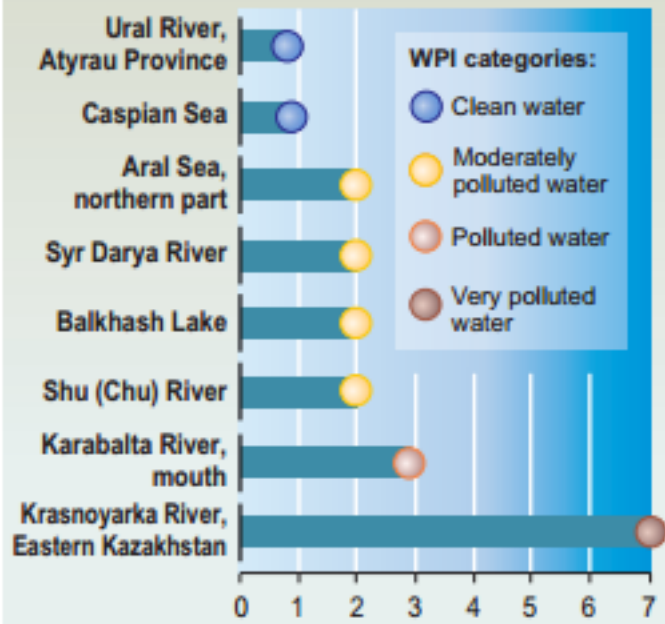 Ural River,
Atyrau Province
Caspian Sea
Aral Sea,
northern part
Syr Darya River
Balkhash Lake
Shu (Chu) River
Karabalta River,
mouth
Krasnoyarka River,
Eastern Kazakhstan
WPI categories:
Clean water
Moderately
polluted water
Polluted water
Very polluted
water
0 1 2 3 4 5 6 7